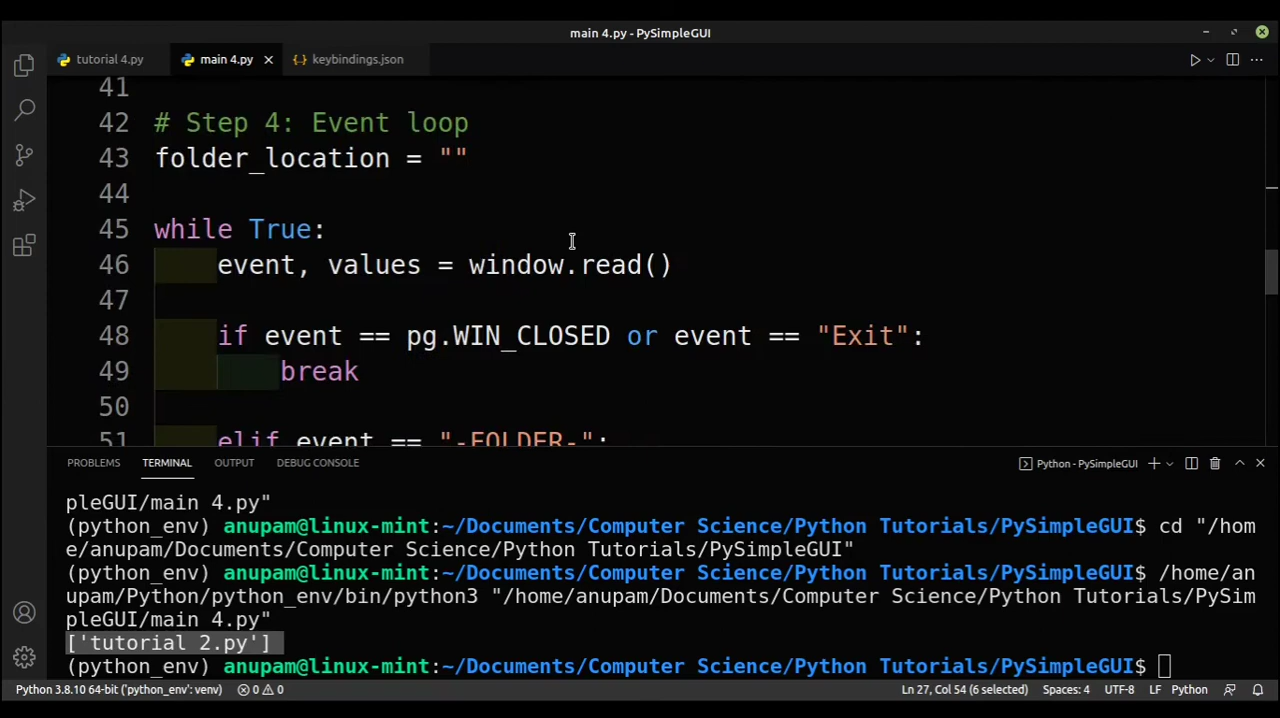 main 4.py - PySimpleGUI
tutorial 4.py
main 4.py
{} keybindings.json
41
42 # Step 4: Event loop
43 folder_location = ""
44
45 while True:
46 event, values = window.read()
47
48 if event == pg.WIN_CLOSED or event == "Exit":
49 break
50
51 elif event == "-FOLDER-":
PROBLEMS TERMINAL OUTPUT DEBUG CONSOLE Python - PySimpleGUI
pleGUI/main 4.py"
(python_env) anupam@linux-mint:~/Documents/Computer Science/Python Tutorials/PySimpleGUI$ cd "/hom
e/anupam/Documents/Computer Science/Python Tutorials/PySimpleGUI"
(python_env) anupam@linux-mint:~/Documents/Computer Science/Python Tutorials/PySimpleGUI$ /home/an
upam/Python/python_env/bin/python3 "/home/anupam/Documents/Computer Science/Python Tutorials/PySim
pleGUI/main 4.py"
['tutorial 2.py']
(python_env) anupam@linux-mint:~/Documents/Computer Science/Python Tutorials/PySimpleGUI$
Python 3.8.10 64-bit ('python_env': venv) 0 0 Ln 27, Col 54 (6 selected) Spaces: 4 UTF-8 LF Python